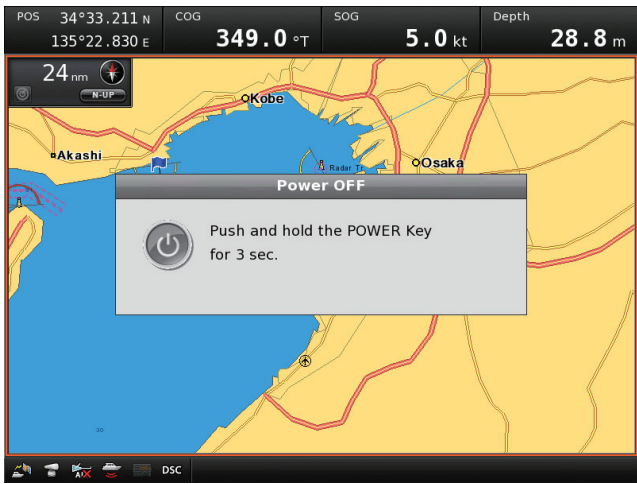 POS 34°33.211 N
135°22.830 E
COG
349.0 °T
SOG
5.0 kt
Depth
28.8 m
24 nm
N-UP
Kobe
Akashi
Radar Tr
Osaka
Power OFF
Push and hold the POWER Key
for 3 sec.
30
AIX
DSC